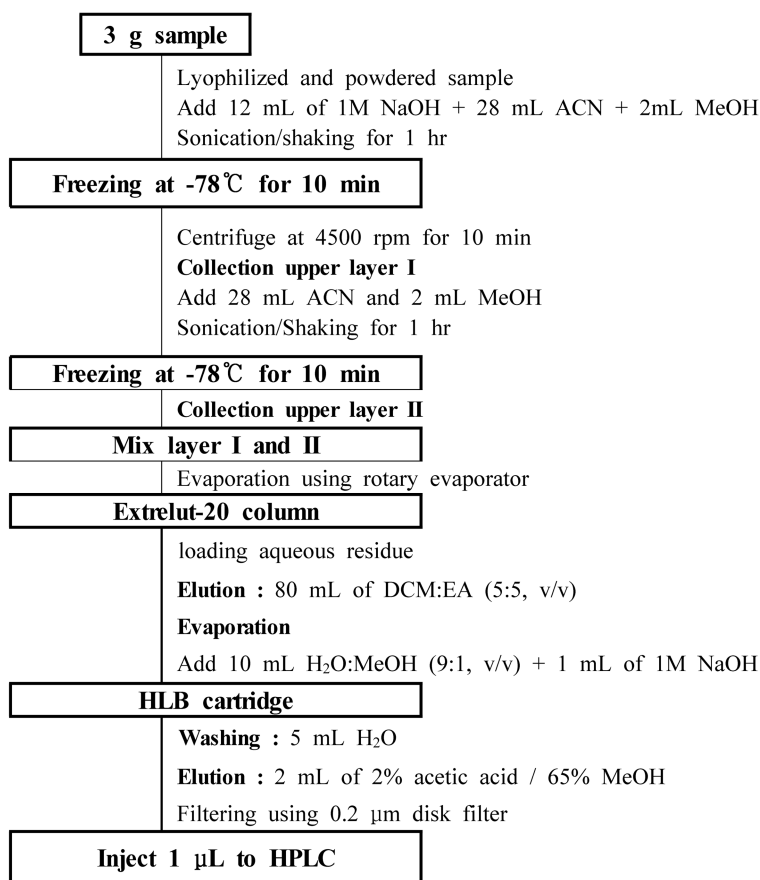 3 g sample
Lyophilized and powdered sample
Add 12 mL of 1M NaOH + 28 mL ACN + 2mL MeOH
Sonication/shaking for 1 hr
Freezing at -78℃ for 10 min
Centrifuge at 4500 rpm for 10 min
Collection upper layer I
Add 28 mL ACN and 2 mL MeOH
Sonication/Shaking for 1 hr
Freezing at -78℃ for 10 min
Collection upper layer II
Mix layer I and II
Evaporation using rotary evaporator
Extrelut-20 column
loading aqueous residue
Elution : 80 mL of DCM:EA (5:5, v/v)
Evaporation
Add 10 mL H₂O:MeOH (9:1, v/v) + 1 mL of 1M NaOH
HLB cartridge
Washing : 5 mL H₂O
Elution : 2 mL of 2% acetic acid / 65% MeOH
Filtering using 0.2 μm disk filter
Inject 1 μL to HPLC